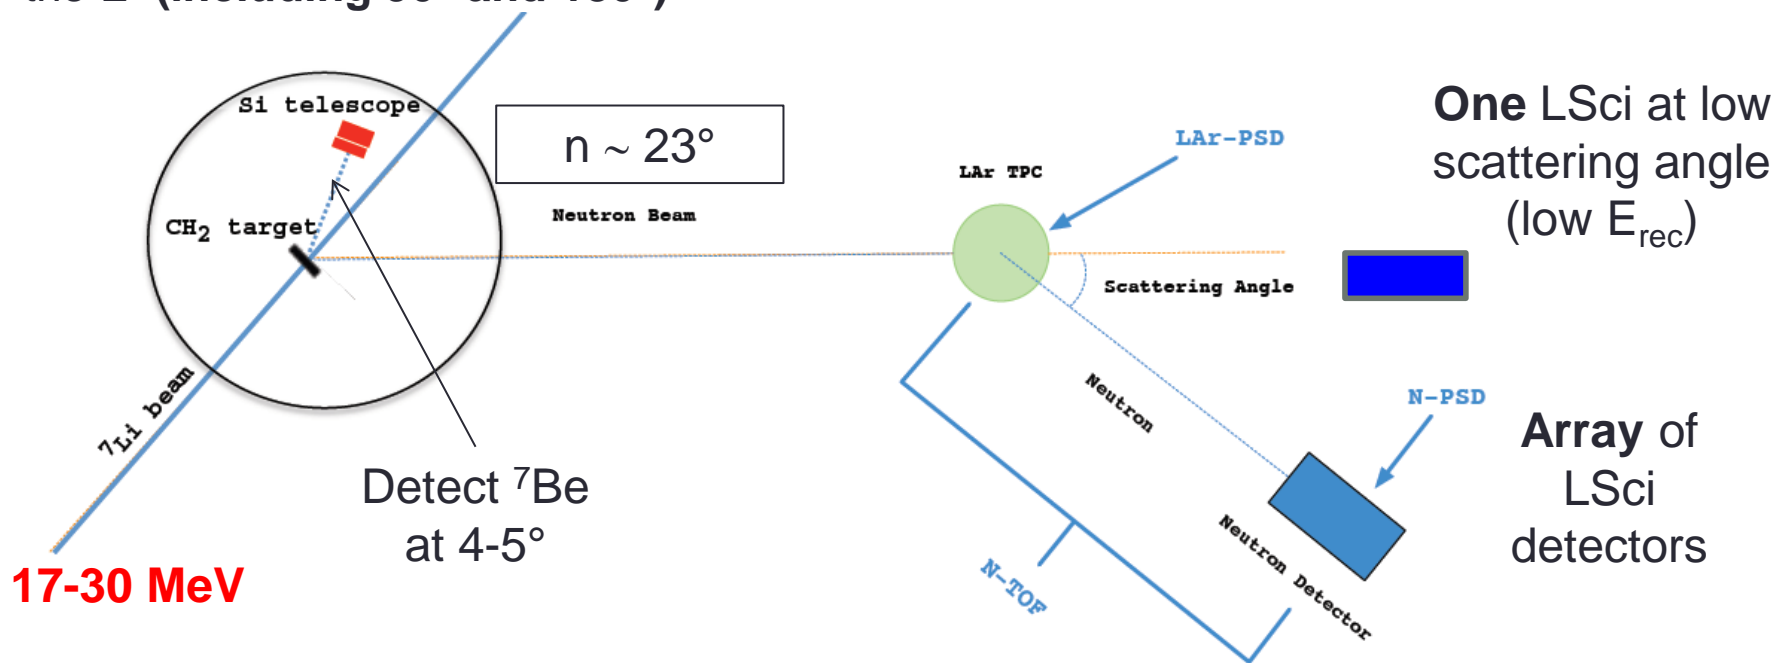 Si telescope
n ~ 23°
CH₂ target
Neutron Beam
⁷Li beam
17-30 MeV
Detect ⁷Be
at 4-5°
LAr TPC
LAr-PSD
Scattering Angle
Neutron
N-TOF
N-PSD
Neutron Detector
One LSci at low
scattering angle
(low Erec)
Array of
LSci
detectors